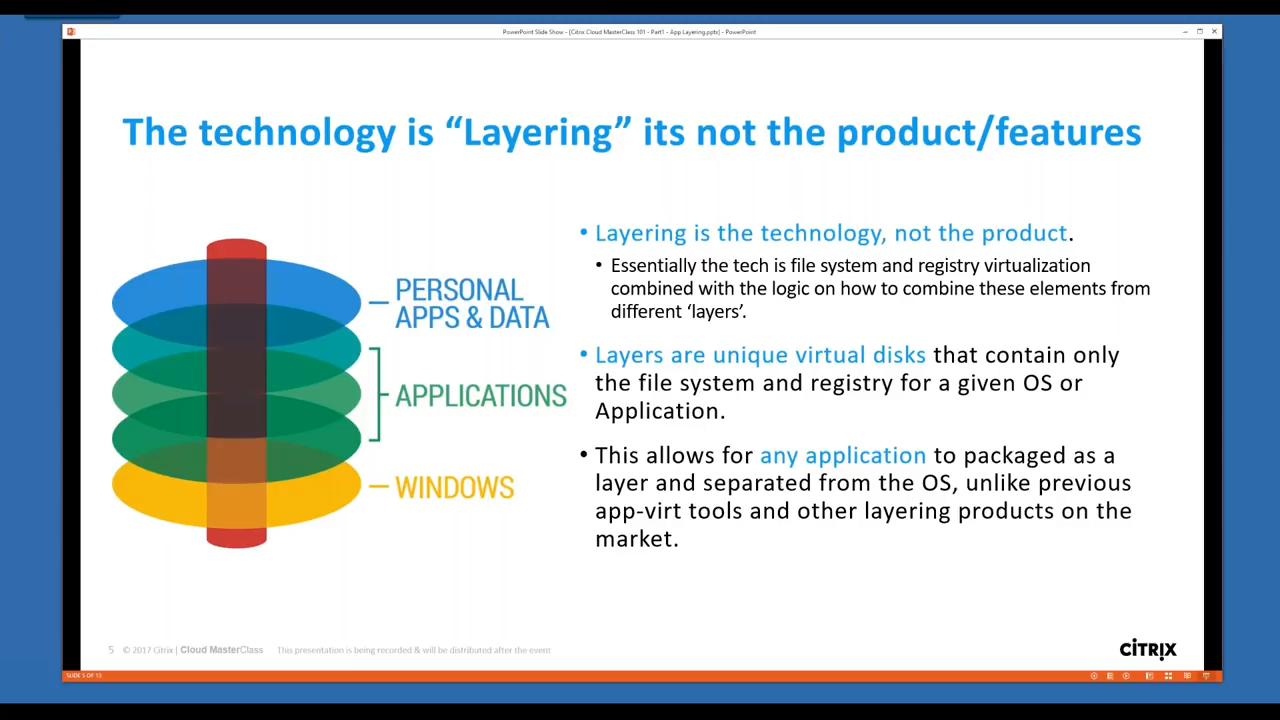 PowerPoint Slide Show - [Citrix Cloud MasterClass 101 - Part1 - App Layering.pptx] - PowerPoint
The technology is “Layering” its not the product/features
PERSONAL
APPS & DATA
APPLICATIONS
WINDOWS
• Layering is the technology, not the product.
• Essentially the tech is file system and registry virtualization
combined with the logic on how to combine these elements from
different ‘layers’.
• Layers are unique virtual disks that contain only
the file system and registry for a given OS or
Application.
• This allows for any application to packaged as a
layer and separated from the OS, unlike previous
app-virt tools and other layering products on the
market.
5 © 2017 Citrix | Cloud MasterClass This presentation is being recorded & will be distributed after the event
CİTRIX
SLIDE 5 OF 13